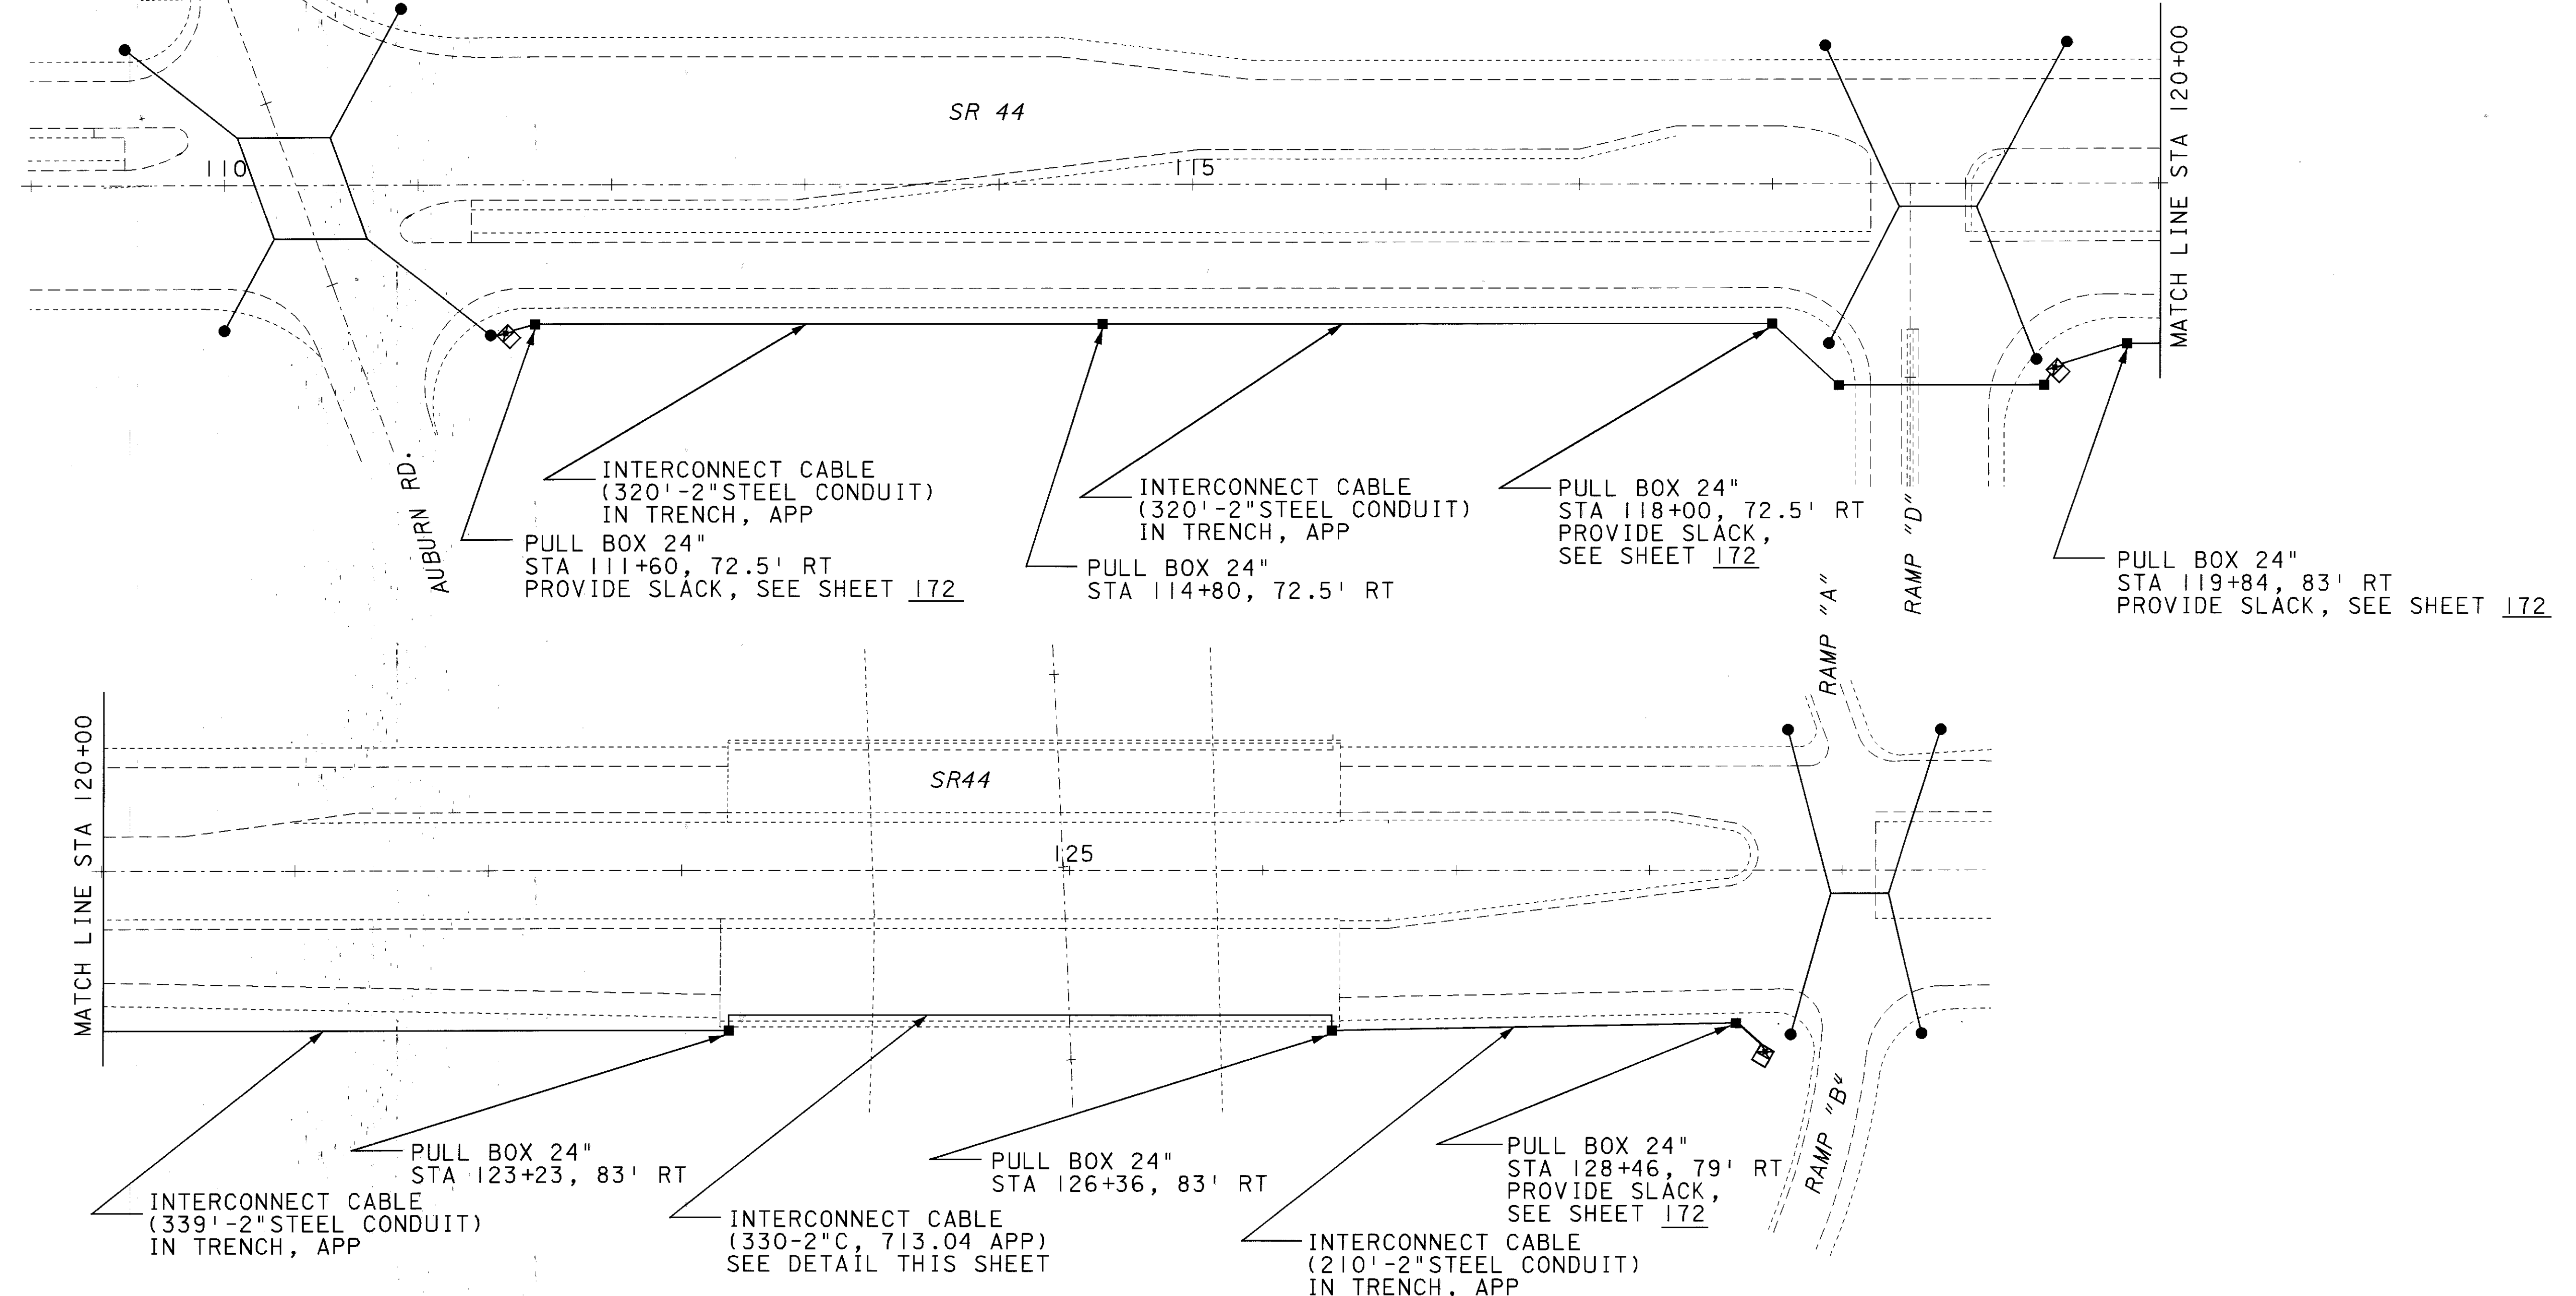 SR 44
110
115
MATCH LINE STA 120+00
AUBURN RD.
INTERCONNECT CABLE
(320'-2"STEEL CONDUIT)
IN TRENCH, APP
PULL BOX 24"
STA 111+60, 72.5' RT
PROVIDE SLACK, SEE SHEET 172
INTERCONNECT CABLE
(320'-2"STEEL CONDUIT)
IN TRENCH, APP
PULL BOX 24"
STA 114+80, 72.5' RT
PULL BOX 24"
STA 118+00, 72.5' RT
PROVIDE SLACK,
SEE SHEET 172
RAMP "D"
PULL BOX 24"
STA 119+84, 83' RT
PROVIDE SLACK, SEE SHEET 172
RAMP "A"
MATCH LINE STA 120+00
SR44
125
RAMP "B"
PULL BOX 24"
STA 123+23, 83' RT
INTERCONNECT CABLE
(339'-2"STEEL CONDUIT)
IN TRENCH, APP
PULL BOX 24"
STA 126+36, 83' RT
INTERCONNECT CABLE
(330-2"C, 713.04 APP)
SEE DETAIL THIS SHEET
PULL BOX 24"
STA 128+46, 79' RT
PROVIDE SLACK,
SEE SHEET 172
INTERCONNECT CABLE
(210'-2"STEEL CONDUIT)
IN TRENCH, APP